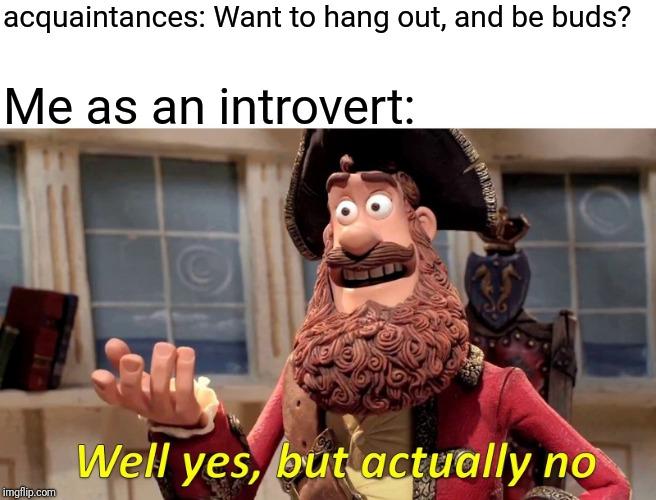 acquaintances: Want to hang out, and be buds?
Me as an introvert:
Well yes, but actually no
imgflip.com